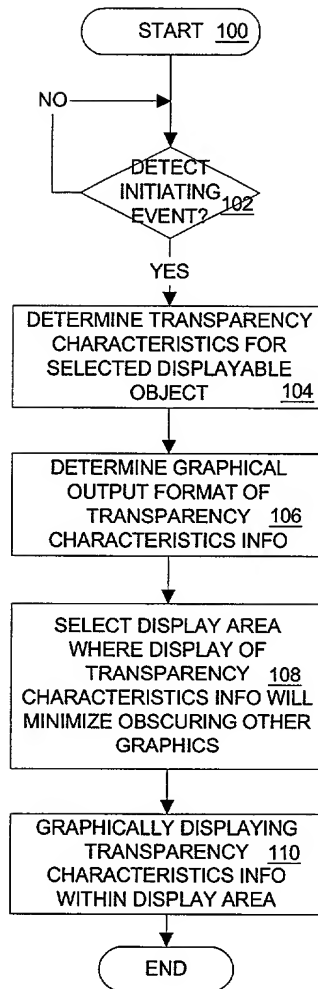 START 100
NO
DETECT
INITIATING
EVENT? 102
YES
DETERMINE TRANSPARENCY
CHARACTERISTICS FOR
SELECTED DISPLAYABLE
OBJECT 104
DETERMINE GRAPHICAL
OUTPUT FORMAT OF
TRANSPARENCY 106
CHARACTERISTICS INFO
SELECT DISPLAY AREA
WHERE DISPLAY OF
TRANSPARENCY 108
CHARACTERISTICS INFO WILL
MINIMIZE OBSCURING OTHER
GRAPHICS
GRAPHICALLY DISPLAYING
TRANSPARENCY 110
CHARACTERISTICS INFO
WITHIN DISPLAY AREA
END